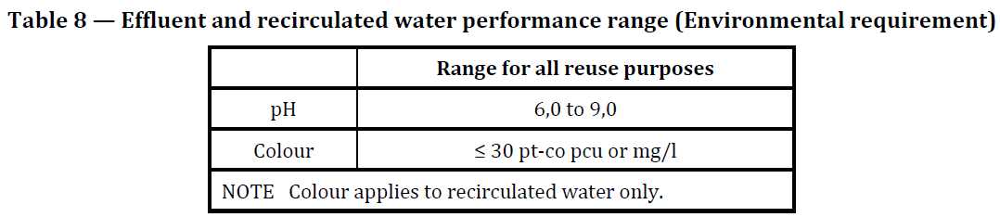 Table 8 — Effluent and recirculated water performance range (Environmental requirement)
Range for all reuse purposes
pH 6,0 to 9,0
Colour ≤ 30 pt-co pcu or mg/l
NOTE Colour applies to recirculated water only.